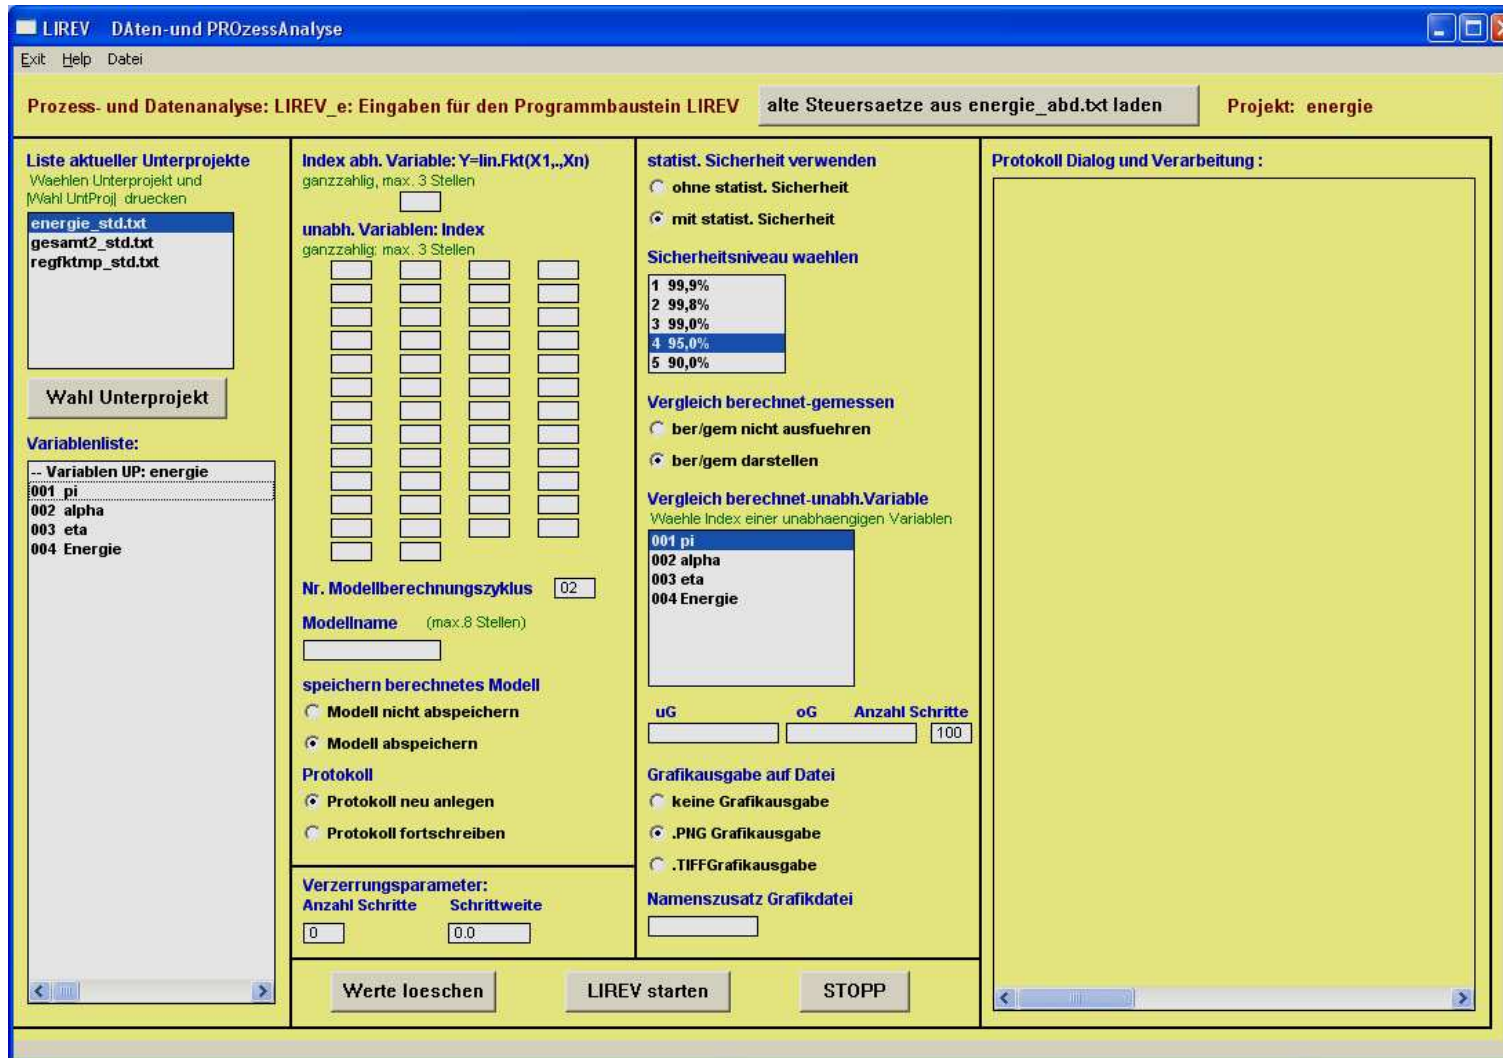 LIREV DAten-und PROzessAnalyse
Exit Help Datei
Prozess- und Datenanalyse: LIREV_e: Eingaben für den Programmbaustein LIREV
alte Steuersaetze aus energie_abd.txt laden
Projekt: energie
Liste aktueller Unterprojekte
Waehlen Unterprojekt und
|Wahl UntProj| druecken
energie_std.txt
gesamt2_std.txt
regfktmp_std.txt
Wahl Unterprojekt
Variablenliste:
-- Variablen UP: energie
001 pi
002 alpha
003 eta
004 Energie
Index abh. Variable: Y=lin.Fkt(X1,.,Xn)
ganzzahlig, max. 3 Stellen
unabh. Variablen: Index
ganzzahlig; max. 3 Stellen
Nr. Modellberechnungszyklus 02
Modellname (max.8 Stellen)
speichern berechnetes Modell
Modell nicht abspeichern
Modell abspeichern
Protokoll
Protokoll neu anlegen
Protokoll fortschreiben
Verzerrungsparameter:
Anzahl Schritte Schrittweite
0 0.0
statist. Sicherheit verwenden
ohne statist. Sicherheit
mit statist. Sicherheit
Sicherheitsniveau waehlen
1 99,9%
2 99,8%
3 99,0%
4 95,0%
5 90,0%
Vergleich berechnet-gemessen
ber/gem nicht ausfuehren
ber/gem darstellen
Vergleich berechnet-unabh.Variable
Waehle Index einer unabhaengigen Variablen
001 pi
002 alpha
003 eta
004 Energie
uG oG Anzahl Schritte
100
Grafikausgabe auf Datei
keine Grafikausgabe
.PNG Grafikausgabe
.TIFFGrafikausgabe
Namenszusatz Grafikdatei
Werte loeschen
LIREV starten
STOPP
Protokoll Dialog und Verarbeitung :